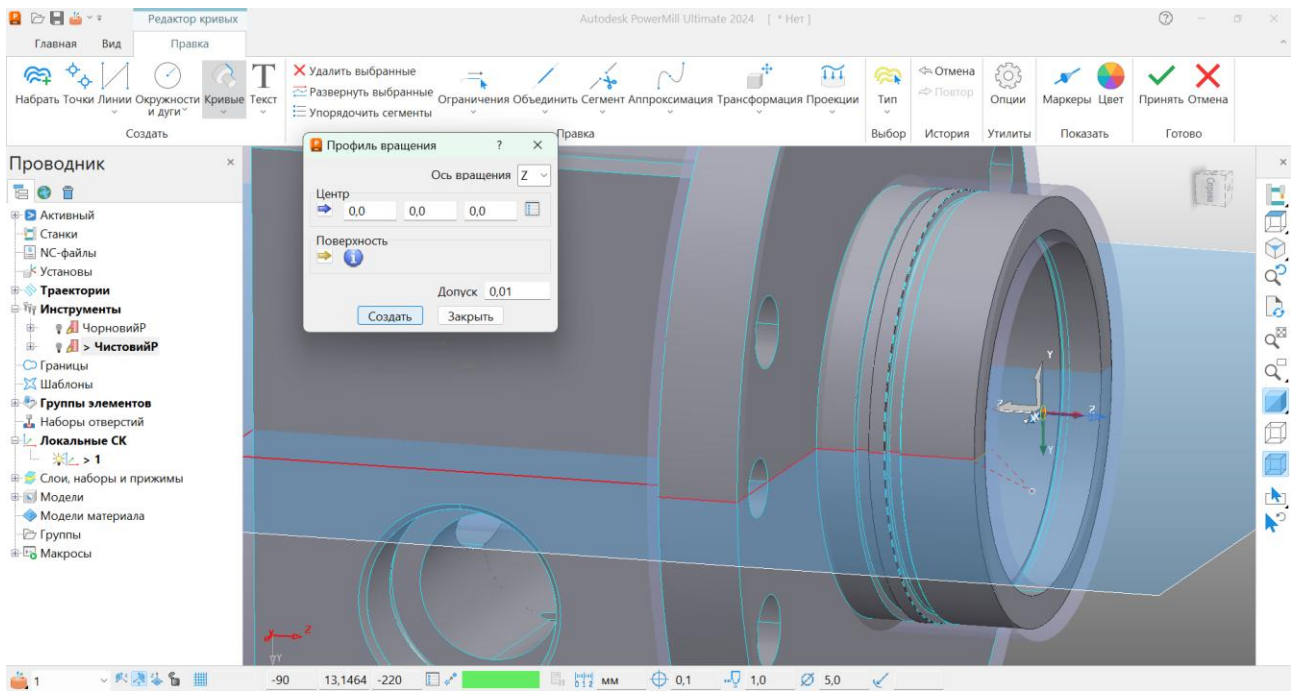 Редактор кривых
Autodesk PowerMill Ultimate 2024 [ * Нет ]
Главная Вид Правка
Набрать Точки Линии Окружности и дуги Кривые Текст
Создать
Удалить выбранные
Развернуть выбранные
Упорядочить сегменты
Ограничения Объединить Сегмент Аппроксимация Трансформация Проекции
Правка
Тип
Выбор
Отмена
Повтор
История
Опции
Утилиты
Маркеры Цвет
Показать
Принять Отмена
Готово
Проводник
Активный
Станки
NC-файлы
Установы
Траектории
Инструменты
ЧорновийР
> ЧистовийР
Границы
Шаблоны
Группы элементов
Наборы отверстий
Локальные СК
> 1
Слои, наборы и прижимы
Модели
Модели материала
Группы
Макросы
Профиль вращения ? ×
Ось вращения Z
Центр
0,0 0,0 0,0
Поверхность
Допуск 0,01
Создать Закрыть
Y
Z
Z
Y
Z
Y
1 -90 13,1464 -220 мм 0,1 1,0 5,0